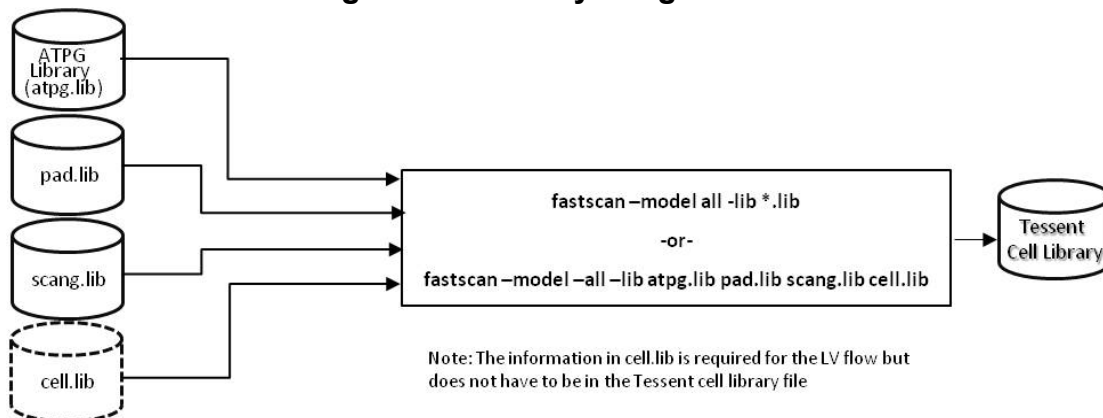 ATPG
Library
(atpg.lib)
pad.lib
scang.lib
cell.lib
fastscan –model all -lib *.lib
-or-
fastscan –model –all –lib atpg.lib pad.lib scang.lib cell.lib
Tessent
Cell Library
Note: The information in cell.lib is required for the LV flow but
does not have to be in the Tessent cell library file